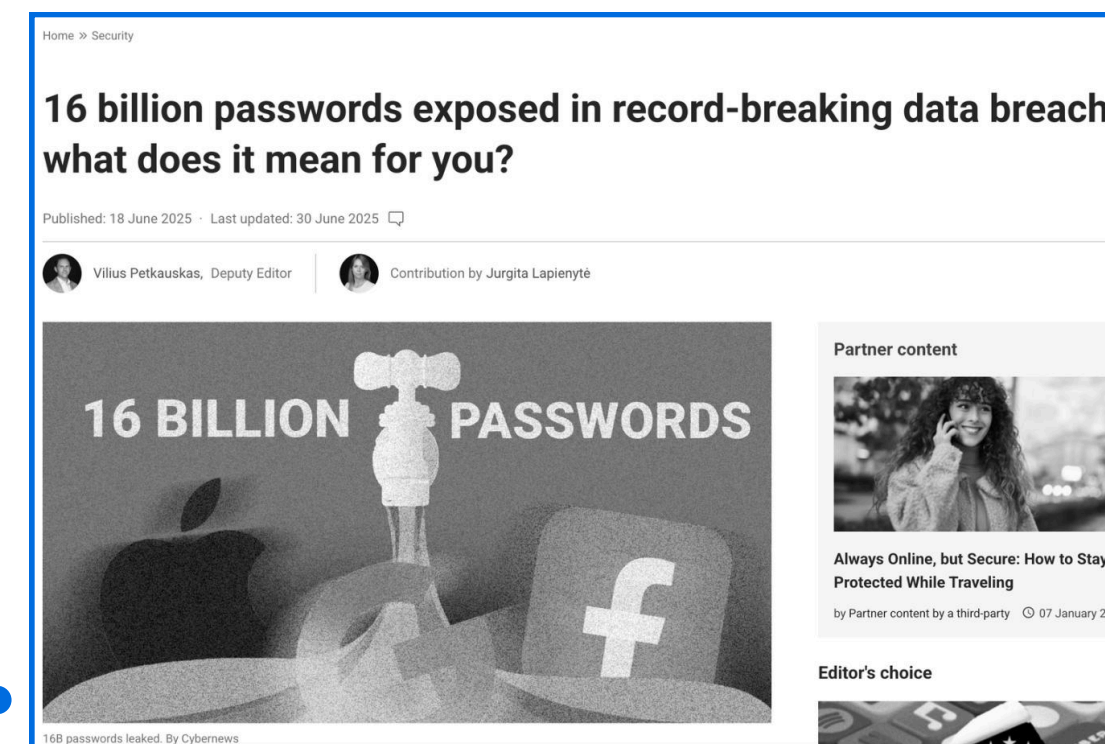 Home » Security
16 billion passwords exposed in record-breaking data breach
what does it mean for you?
Published: 18 June 2025 · Last updated: 30 June 2025
Vilius Petkauskas, Deputy Editor
Contribution by Jurgita Lapienytė
16 BILLION PASSWORDS
f
16B passwords leaked. By Cybernews
Partner content
Always Online, but Secure: How to Stay
Protected While Traveling
by Partner content by a third-party 07 January 2
Editor's choice